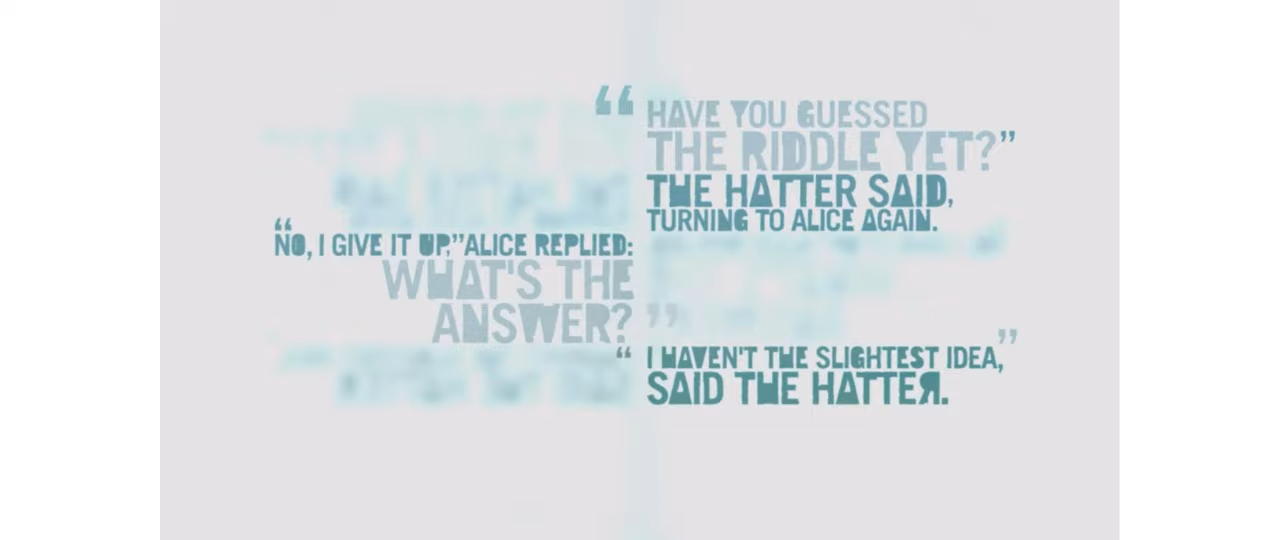 “ HAVE YOU GUESSED
THE RIDDLE YET?”
THE HATTER SAID,
TURNING TO ALICE AGAIN.
“NO, I GIVE IT UP,” ALICE REPLIED:
WHAT'S THE
ANSWER? ”
“ I HAVEN'T THE SLIGHTEST IDEA,”
SAID THE HATTEЯ.